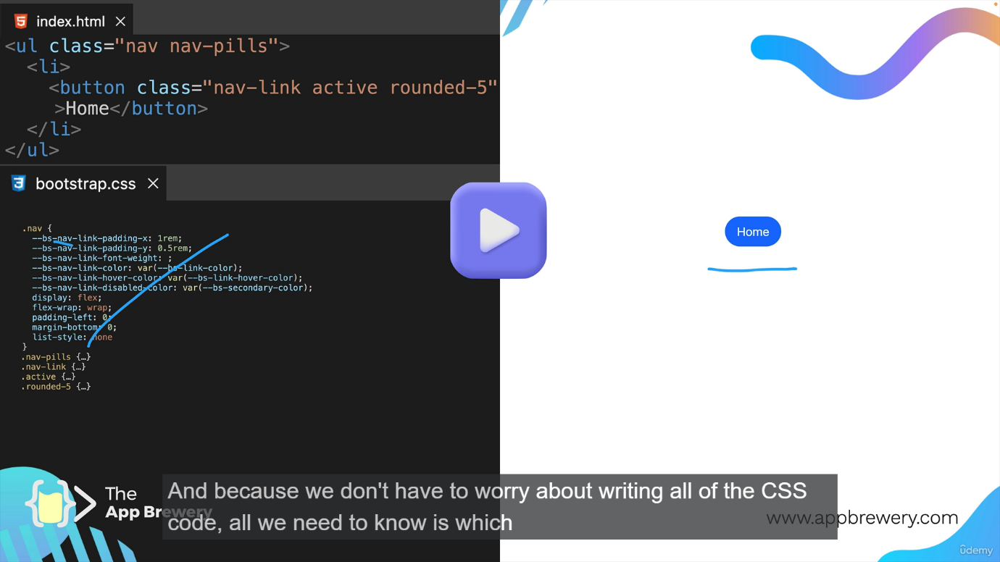 index.html
<ul class="nav nav-pills">
<li>
<button class="nav-link active rounded-5"
>Home</button>
</li>
</ul>
bootstrap.css
.nav {
--bs-nav-link-padding-x: 1rem;
--bs-nav-link-padding-y: 0.5rem;
--bs-nav-link-font-weight: ;
--bs-nav-link-color: var(--bs-link-color);
--bs-nav-link-hover-color: var(--bs-link-hover-color);
--bs-nav-link-disabled-color: var(--bs-secondary-color);
display: flex;
flex-wrap: wrap;
padding-left: 0;
margin-bottom: 0;
list-style: none
}
.nav-pills {…}
.nav-link {…}
.active {…}
.rounded-5 {…}
Home
The
App Brewery
And because we don't have to worry about writing all of the CSS
code, all we need to know is which
www.appbrewery.com
ûdemy